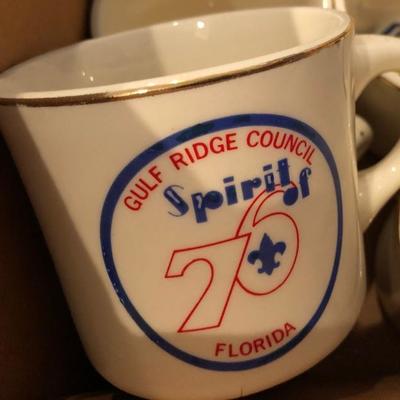 GULF RIDGE COUNCIL
Spirit of
76
FLORIDA